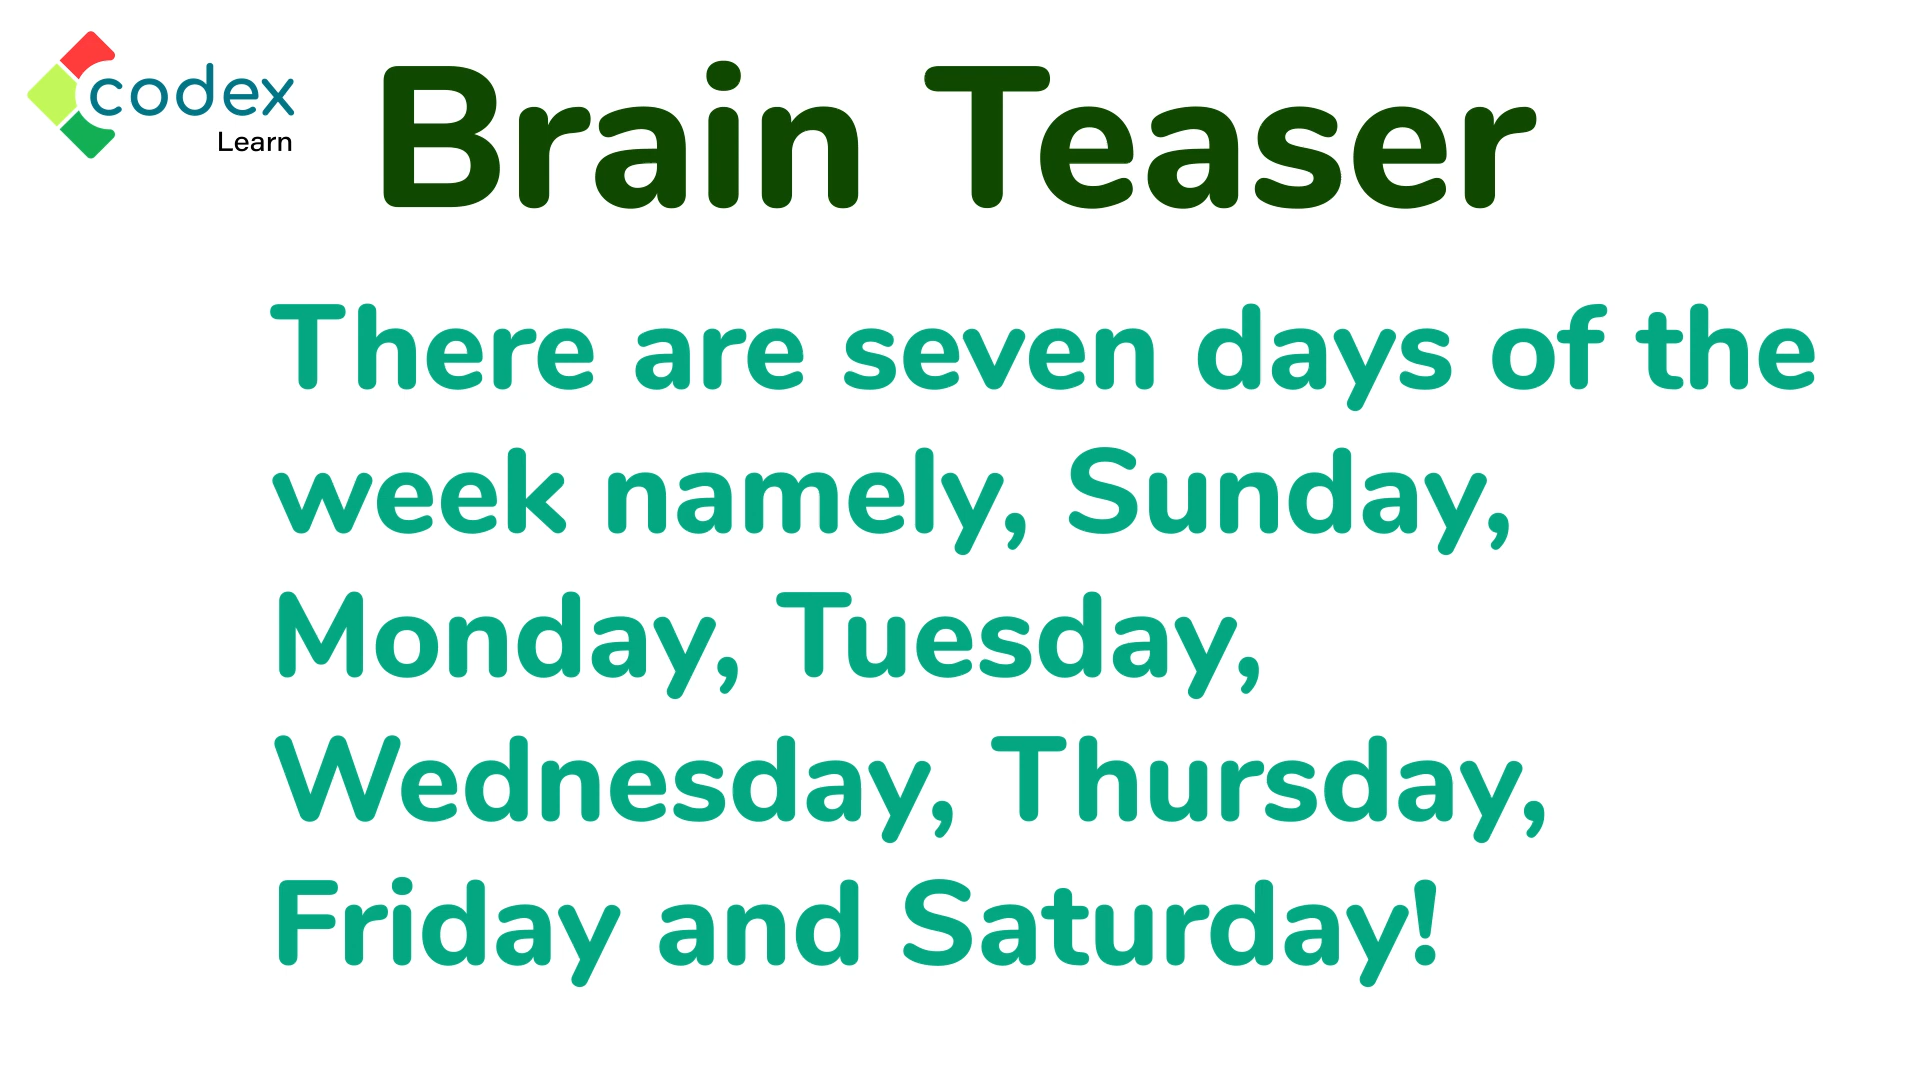 codex
Learn
Brain Teaser
There are seven days of the
week namely, Sunday,
Monday, Tuesday,
Wednesday, Thursday,
Friday and Saturday!